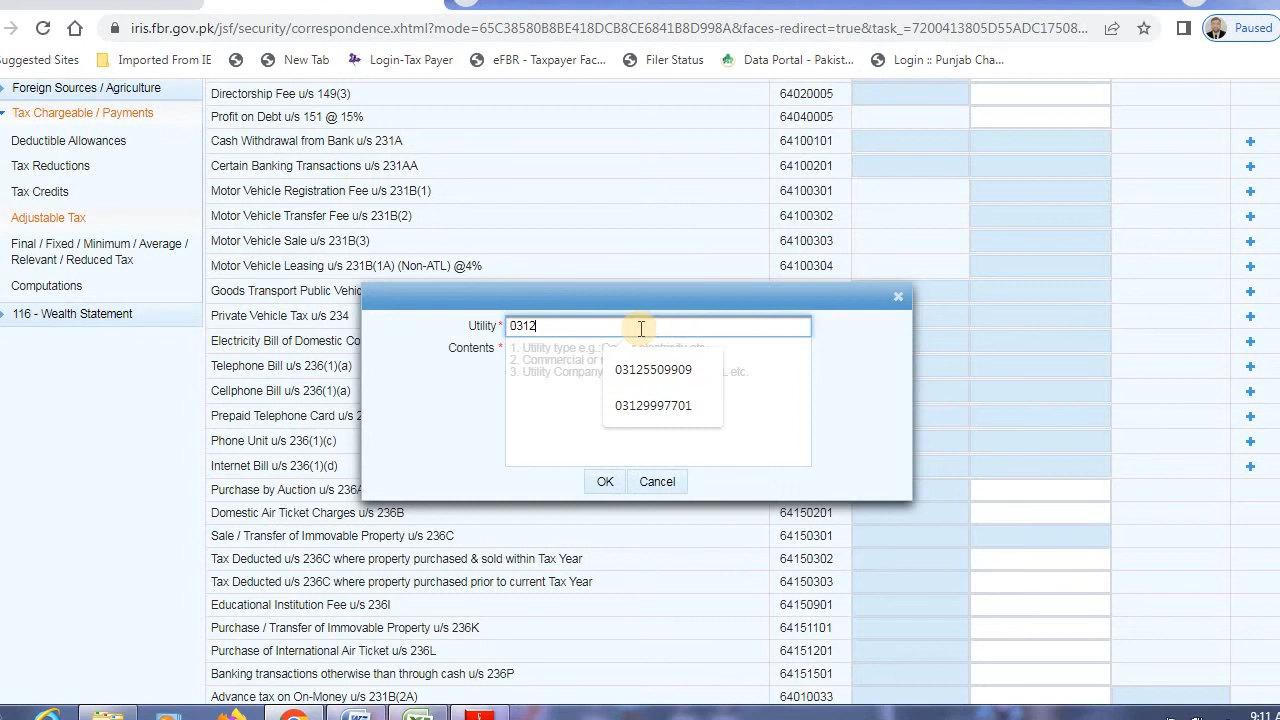 iris.fbr.gov.pk/jsf/security/correspondence.xhtml?mode=65C3E380B8BE418DCB8CE6841B8D998A&faces-redirect=true&task_=7200413805D55ADC17508...
Paused
uggested Sites Imported From IE New Tab Login-Tax Payer eFBR - Taxpayer Fac... Filer Status Data Portal - Pakist... Login :: Punjab Cha...
Foreign Sources / Agriculture
Tax Chargeable / Payments
Deductible Allowances
Tax Reductions
Tax Credits
Adjustable Tax
Final / Fixed / Minimum / Average /
Relevant / Reduced Tax
Computations
116 - Wealth Statement
Directorship Fee u/s 149(3) 64020005
Profit on Debt u/s 151 @ 15% 64040005
Cash Withdrawal from Bank u/s 231A 64100101
Certain Banking Transactions u/s 231AA 64100201
Motor Vehicle Registration Fee u/s 231B(1) 64100301
Motor Vehicle Transfer Fee u/s 231B(2) 64100302
Motor Vehicle Sale u/s 231B(3) 64100303
Motor Vehicle Leasing u/s 231B(1A) (Non-ATL) @4% 64100304
Goods Transport Public Vehic
Private Vehicle Tax u/s 234
Electricity Bill of Domestic Co
Telephone Bill u/s 236(1)(a)
Cellphone Bill u/s 236(1)(a)
Prepaid Telephone Card u/s
Phone Unit u/s 236(1)(c)
Internet Bill u/s 236(1)(d)
Purchase by Auction u/s 236A
Domestic Air Ticket Charges u/s 236B 64150201
Sale / Transfer of Immovable Property u/s 236C 64150301
Tax Deducted u/s 236C where property purchased & sold within Tax Year 64150302
Tax Deducted u/s 236C where property purchased prior to current Tax Year 64150303
Educational Institution Fee u/s 236I 64150901
Purchase / Transfer of Immovable Property u/s 236K 64151101
Purchase of International Air Ticket u/s 236L 64151201
Banking transactions otherwise than through cash u/s 236P 64151501
Advance tax on On-Money u/s 231B(2A) 64010033
Utility * 0312
Contents *
1. Utility type e.g.:
2. Commercial or
3. Utility Company etc.
03125509909
03129997701
OK Cancel